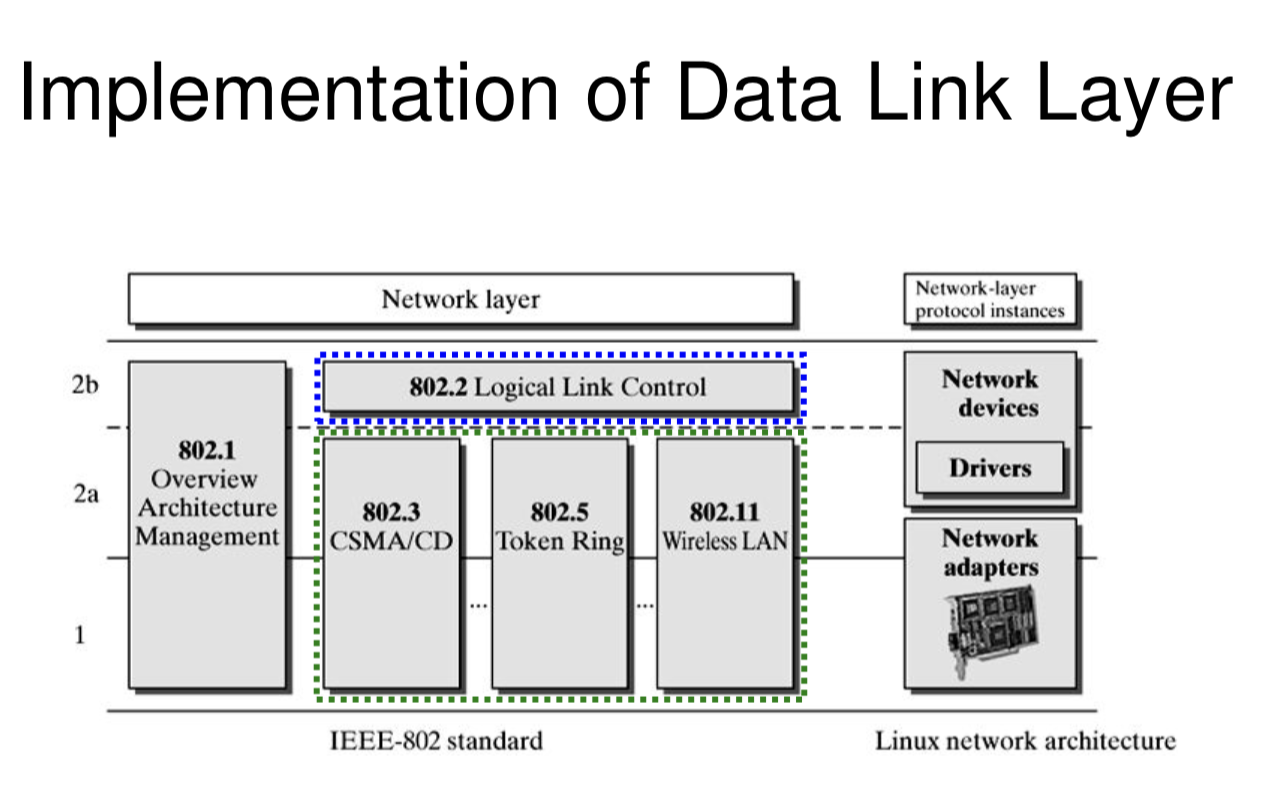 Implementation of Data Link Layer
Network layer
Network-layer
protocol instances
2b
802.2 Logical Link Control
Network
devices
802.1
Overview
Architecture
Management
2a
Drivers
802.3
CSMA/CD
802.5
Token Ring
802.11
Wireless LAN
Network
adapters
...
...
1
IEEE-802 standard
Linux network architecture